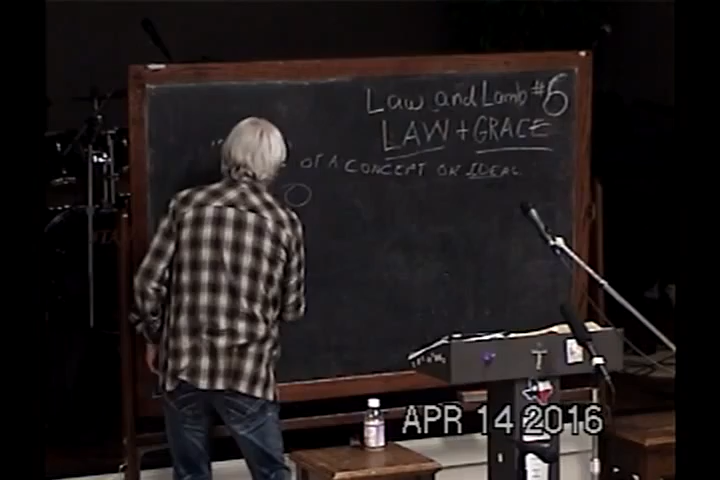 Law and Lamb #6
LAW + GRACE
OF A CONCEPT OR IDEAL
APR 14 2016